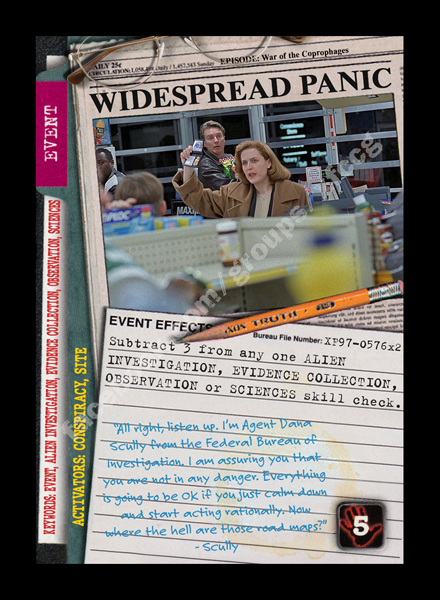 AILY 25¢
CIRCULATION: 1,058,498 Daily / 1,457,583 Sunday
EPISODE: War of the Coprophages
WIDESPREAD PANIC
EVENT
MAXI
KEYWORDS: EVENT, ALIEN INVESTIGATION, EVIDENCE COLLECTION, OBSERVATION, SCIENCES
ACTIVATORS: CONSPIRACY, SITE
TRUTH
EVENT EFFECTS
Bureau File Number: XF97-0576x2
Subtract 3 from any one ALIEN
INVESTIGATION, EVIDENCE COLLECTION,
OBSERVATION or SCIENCES skill check.
"All right, listen up. I'm Agent Dana
Scully from the Federal Bureau of
Investigation. I am assuring you that
you are not in any danger. Everything
is going to be OK if you just calm down
and start acting rationally. Now
where the hell are those road maps?"
- Scully
5